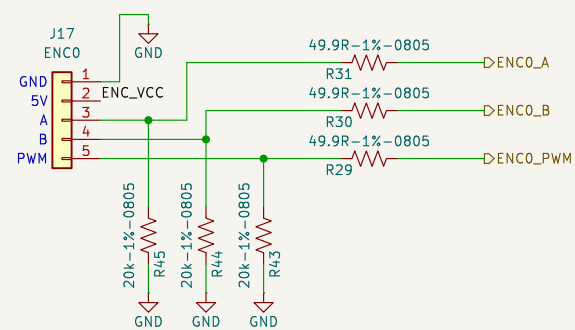 J17
ENC0
GND
49.9R-1%-0805
R31
ENC0_A
GND 1
5V 2 ENC_VCC
A 3
B 4
PWM 5
49.9R-1%-0805
R30
ENC0_B
49.9R-1%-0805
R29
ENC0_PWM
20k-1%-0805
R45
20k-1%-0805
R44
20k-1%-0805
R43
GND
GND
GND